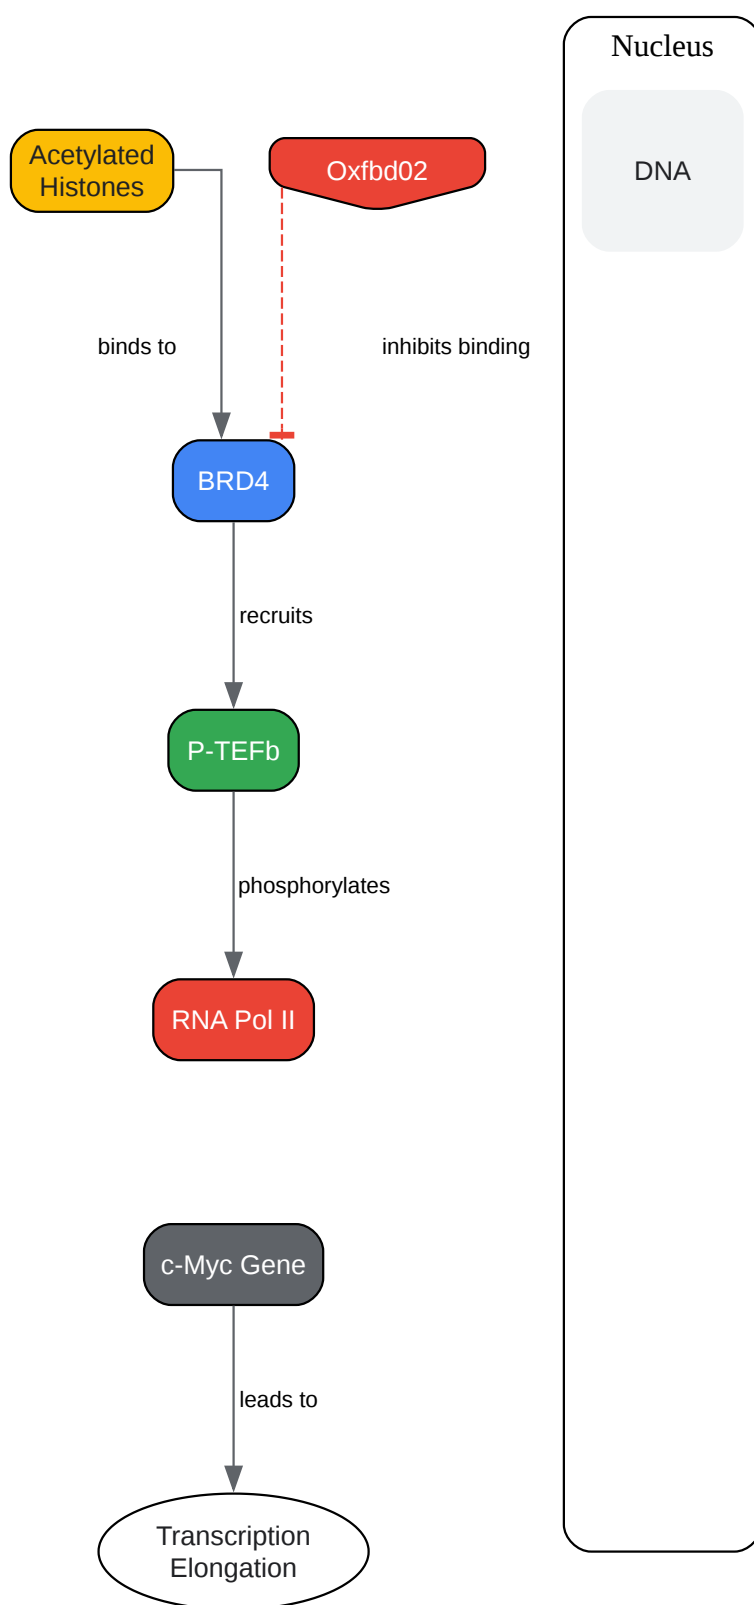 Nucleus
Acetylated
Histones
Oxfbd02
DNA
binds to
inhibits binding
BRD4
recruits
P-TEFb
phosphorylates
RNA Pol II
c-Myc Gene
leads to
Transcription
Elongation